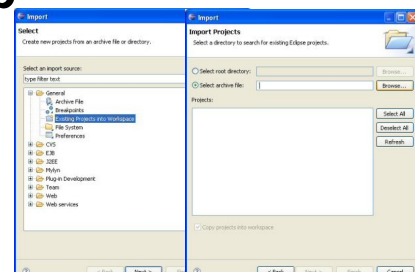 Import
Select
Create new projects from an archive file or directory.
Select an import source:
type filter text
General
Archive File
Breakpoints
Existing Projects into Workspace
File System
Preferences
CVS
EJB
J2EE
Mylyn
Plug-in Development
Team
Web
Web services
< Back
Next >
Import
Import Projects
Select a directory to search for existing Eclipse projects.
Select root directory:
Browse...
Select archive file:
Browse...
Projects:
Select All
Deselect All
Refresh
Copy projects into workspace
< Back
Next >
Finish
Cancel